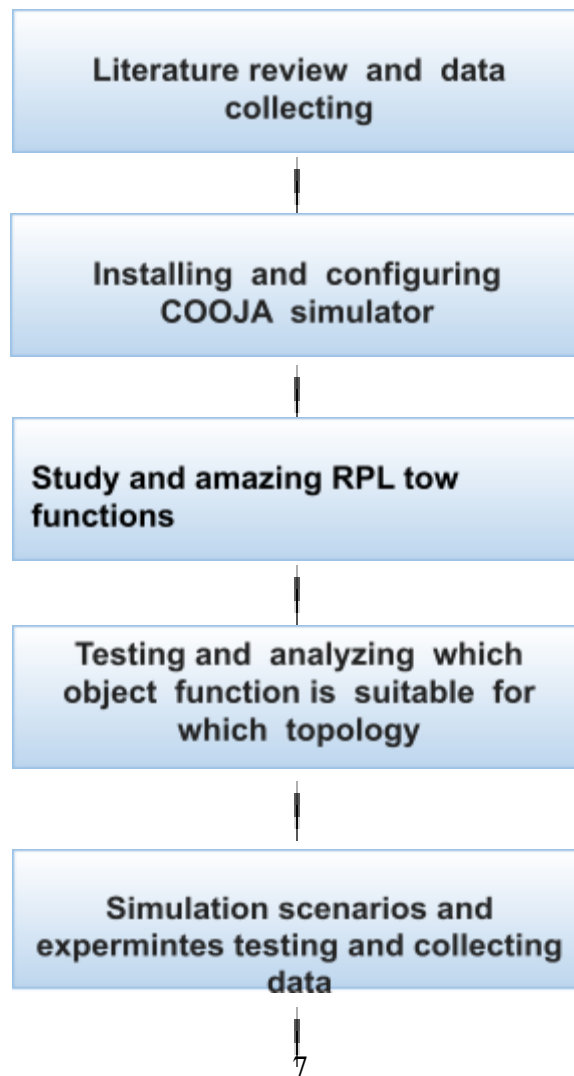 Literature review and data
collecting
Installing and configuring
COOJA simulator
Study and amazing RPL tow
functions
Testing and analyzing which
object function is suitable for
which topology
Simulation scenarios and
expermintes testing and collecting
data
7